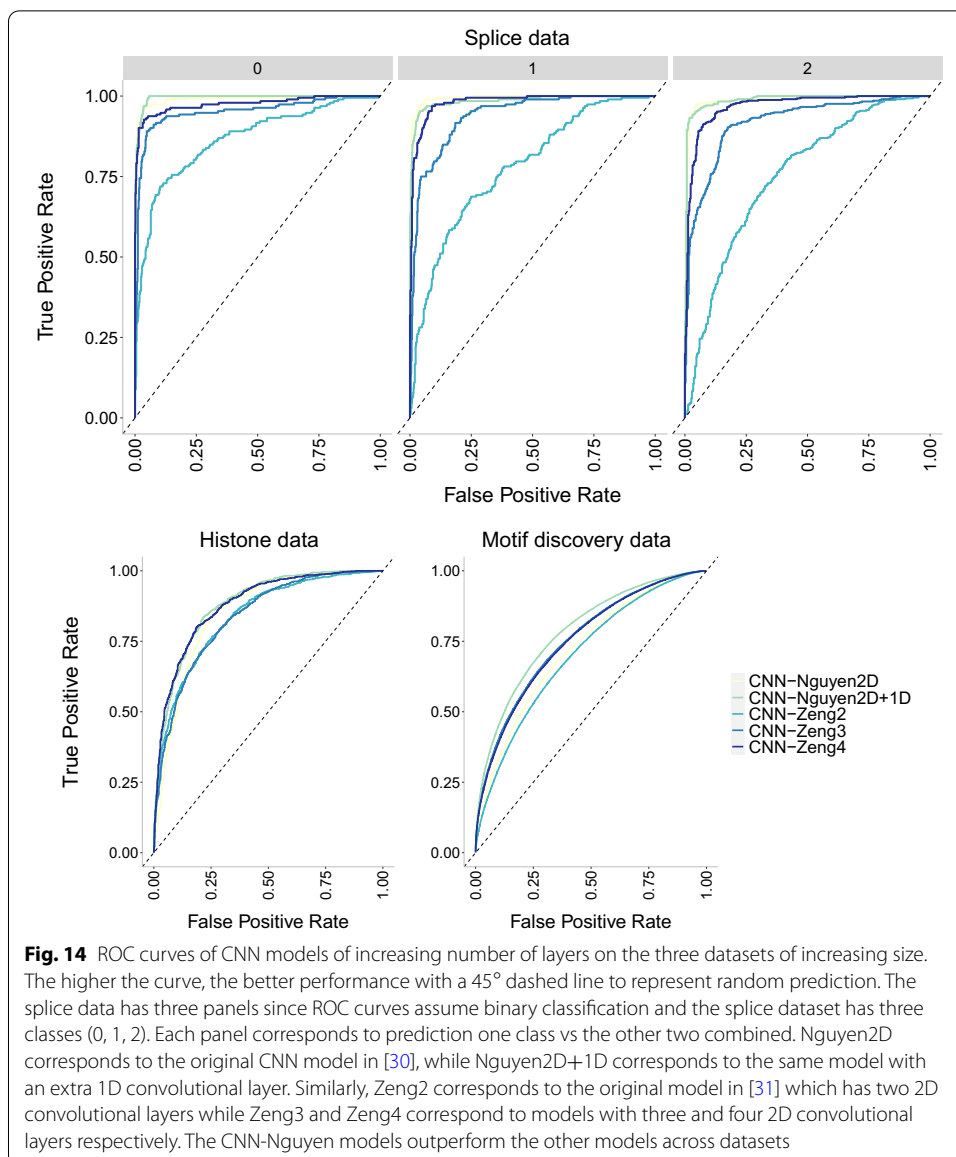 Splice data
0 1 2
1.00
0.75
0.50
0.25
0.00
True Positive Rate
0.00 0.25 0.50 0.75 1.00 0.00 0.25 0.50 0.75 1.00 0.00 0.25 0.50 0.75 1.00
False Positive Rate
Histone data
1.00
0.75
0.50
0.25
0.00
True Positive Rate
0.00 0.25 0.50 0.75 1.00
False Positive Rate
Motif discovery data
1.00
0.75
0.50
0.25
0.00
True Positive Rate
0.00 0.25 0.50 0.75 1.00
False Positive Rate
CNN−Nguyen2D
CNN−Nguyen2D+1D
CNN−Zeng2
CNN−Zeng3
CNN−Zeng4
Fig. 14 ROC curves of CNN models of increasing number of layers on the three datasets of increasing size.
The higher the curve, the better performance with a 45° dashed line to represent random prediction. The
splice data has three panels since ROC curves assume binary classification and the splice dataset has three
classes (0, 1, 2). Each panel corresponds to prediction one class vs the other two combined. Nguyen2D
corresponds to the original CNN model in [30], while Nguyen2D+1D corresponds to the same model with
an extra 1D convolutional layer. Similarly, Zeng2 corresponds to the original model in [31] which has two 2D
convolutional layers while Zeng3 and Zeng4 correspond to models with three and four 2D convolutional
layers respectively. The CNN-Nguyen models outperform the other models across datasets